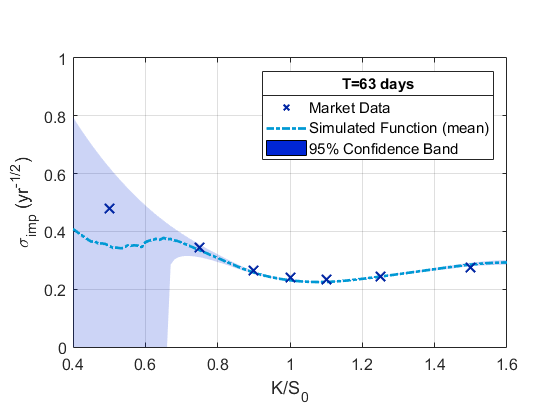 T=63 days
Market Data
Simulated Function (mean)
95% Confidence Band
1
0.8
0.6
0.4
0.2
0
σimp (yr-1/2)
0.4 0.6 0.8 1 1.2 1.4 1.6
K/S0